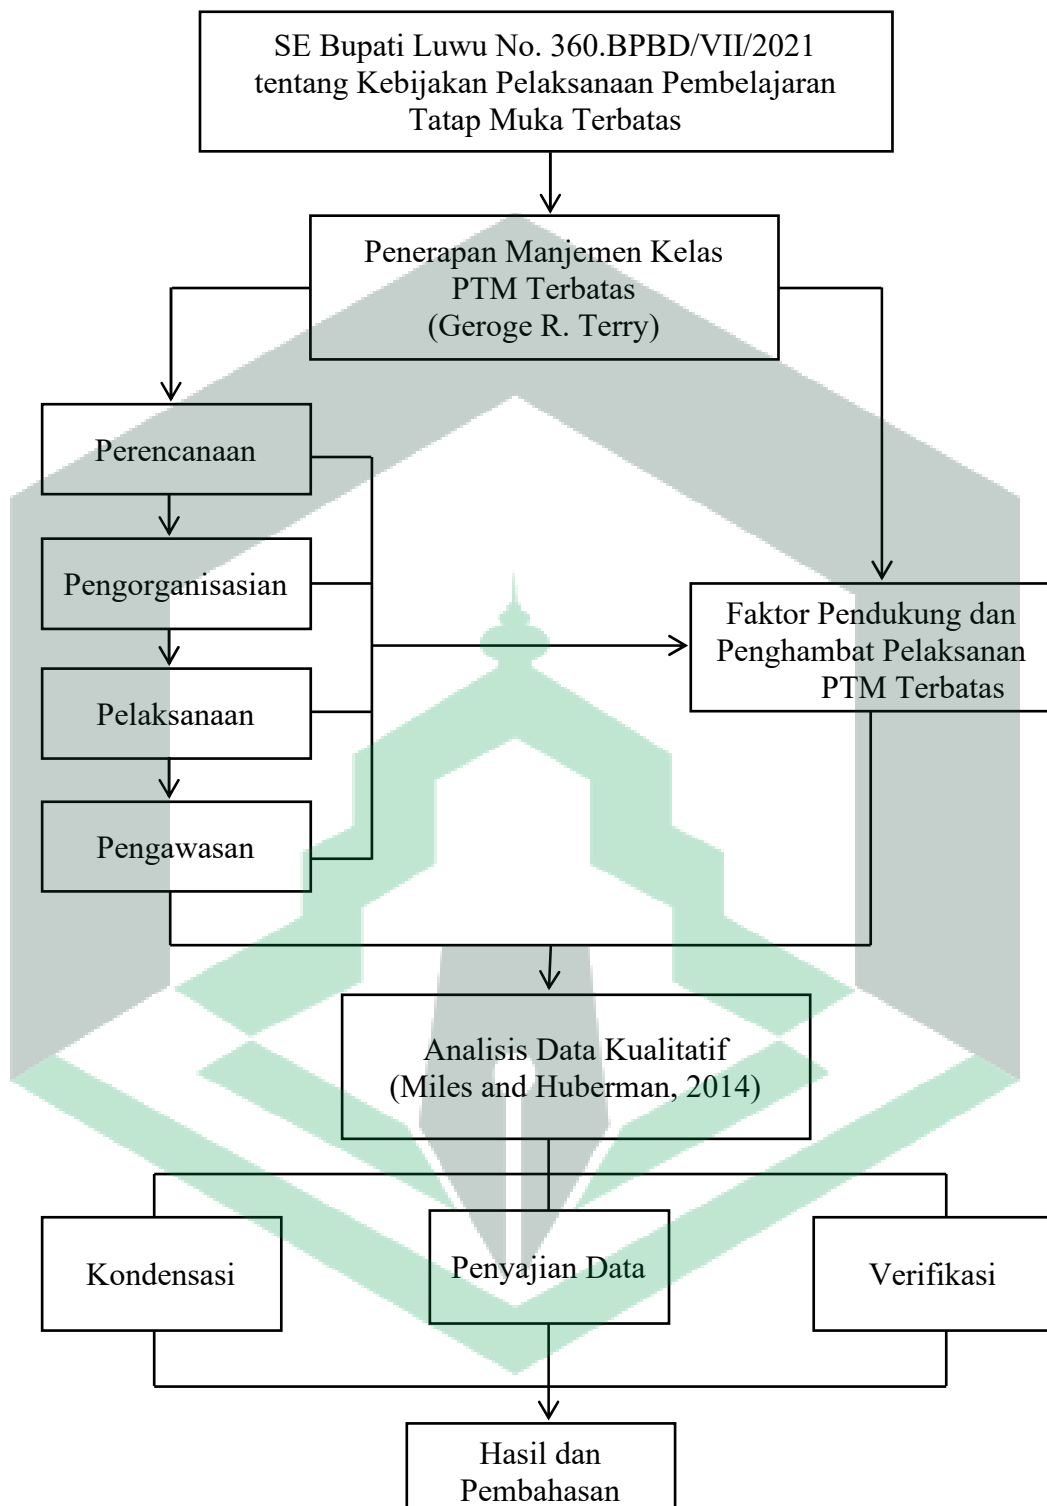 SE Bupati Luwu No. 360.BPBD/VII/2021
tentang Kebijakan Pelaksanaan Pembelajaran
Tatap Muka Terbatas
Penerapan Manjemen Kelas
PTM Terbatas
(Geroge R. Terry)
Perencanaan
Pengorganisasian
Pelaksanaan
Pengawasan
Faktor Pendukung dan
Penghambat Pelaksanan
PTM Terbatas
Analisis Data Kualitatif
(Miles and Huberman, 2014)
Kondensasi
Penyajian Data
Verifikasi
Hasil dan
Pembahasan